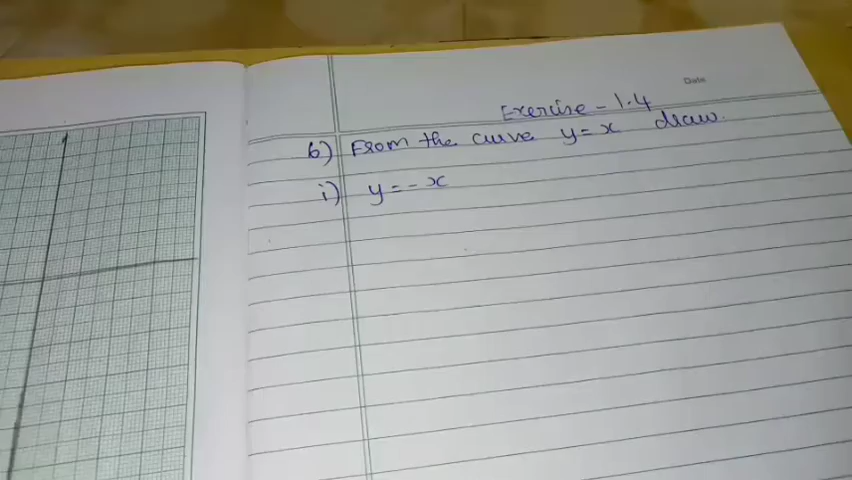 Date
Exercise - 1.4
6) From the curve y = x draw.
i) y = - x